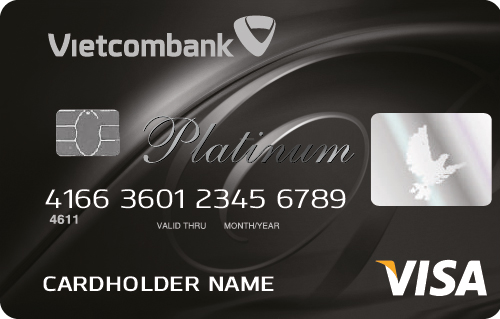 Vietcombank
Platinum
4166 3601 2345 6789
4611
VALID THRU MONTH/YEAR
CARDHOLDER NAME
VISA